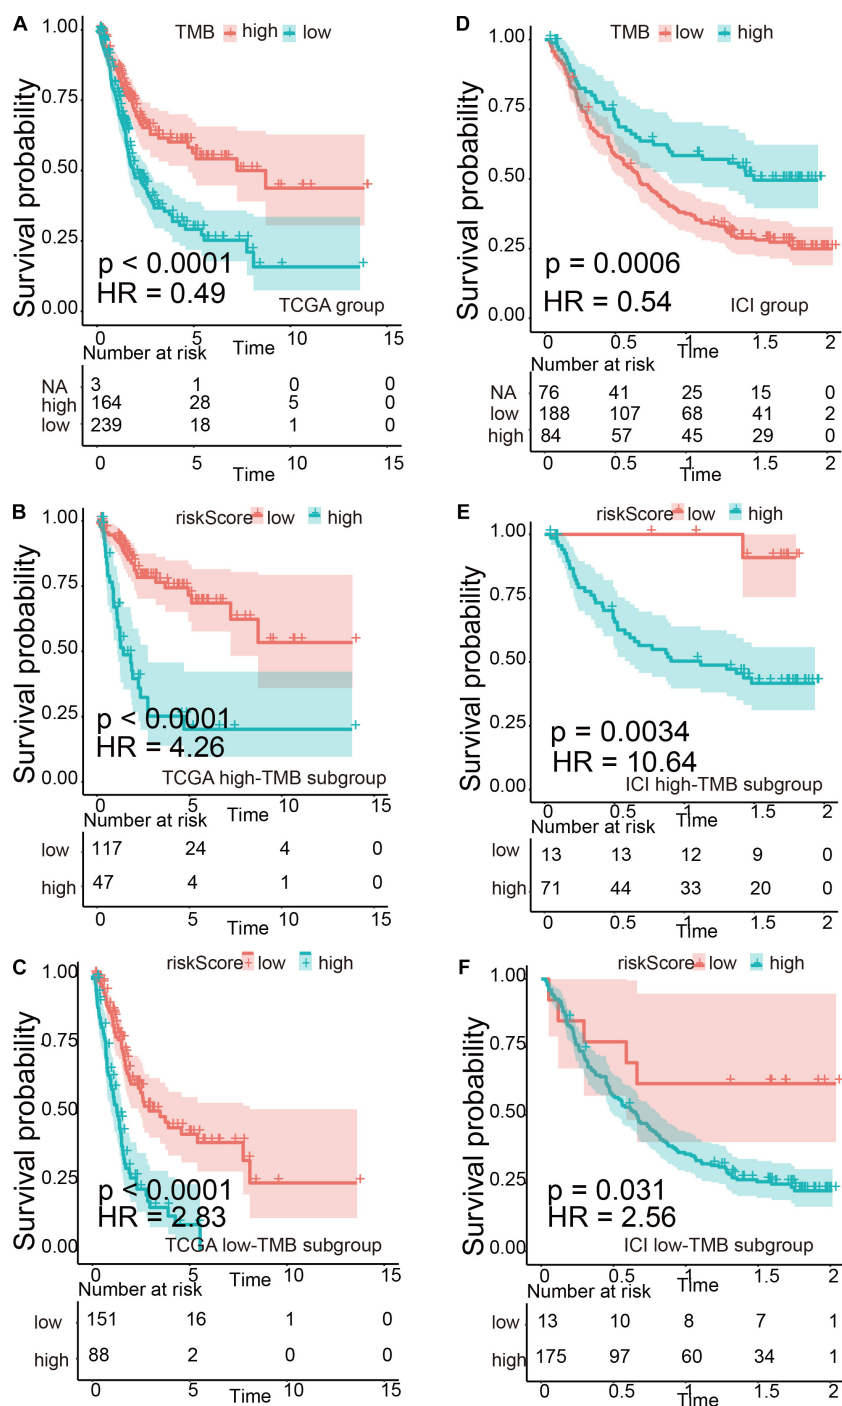 A
TMB high low
Survival probability
1.00
0.75
0.50
0.25
0.00
p < 0.0001
HR = 0.49
TCGA group
0 5 10 15
Time
Number at risk
NA 3 1 0 0
high 164 28 5 0
low 239 18 1 0
0 5 10 15
Time
B
riskScore low high
Survival probability
1.00
0.75
0.50
0.25
0.00
p < 0.0001
HR = 4.26
TCGA high-TMB subgroup
0 5 10 15
Time
Number at risk
low 117 24 4 0
high 47 4 1 0
0 5 10 15
Time
C
riskScore low high
Survival probability
1.00
0.75
0.50
0.25
0.00
p < 0.0001
HR = 2.83
TCGA low-TMB subgroup
0 5 10 15
Time
Number at risk
low 151 16 1 0
high 88 2 0 0
0 5 10 15
Time
D
TMB low high
Survival probability
1.00
0.75
0.50
0.25
0.00
p = 0.0006
HR = 0.54
ICI group
0 0.5 1 1.5 2
Time
Number at risk
NA 76 41 25 15 0
low 188 107 68 41 2
high 84 57 45 29 0
0 0.5 1 1.5 2
Time
E
riskScore low high
Survival probability
1.00
0.75
0.50
0.25
0.00
p = 0.0034
HR = 10.64
ICI high-TMB subgroup
0 0.5 1 1.5 2
Time
Number at risk
low 13 13 12 9 0
high 71 44 33 20 0
0 0.5 1 1.5 2
Time
F
riskScore low high
Survival probability
1.00
0.75
0.50
0.25
0.00
p = 0.031
HR = 2.56
ICI low-TMB subgroup
0 0.5 1 1.5 2
Time
Number at risk
low 13 10 8 7 1
high 175 97 60 34 1
0 0.5 1 1.5 2
Time